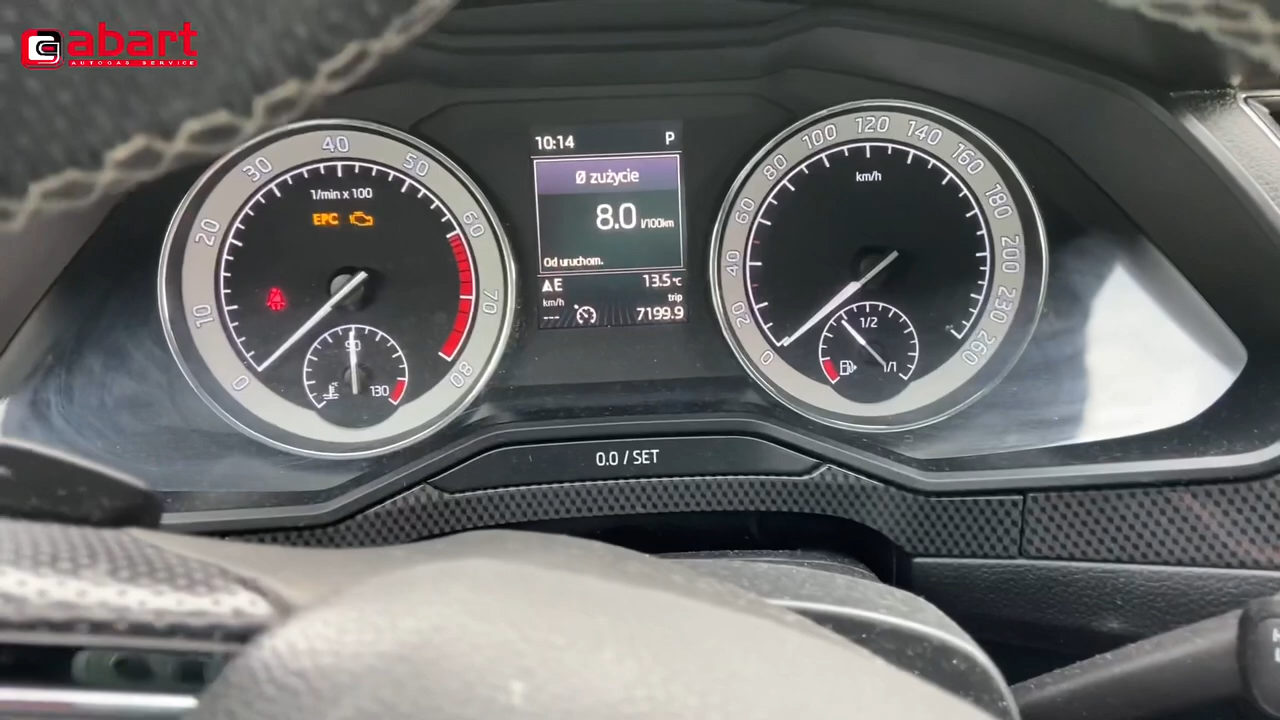 abart
AUTOGAS SERVICE
0 10 20 30 40 50 60 70 80
1/min x 100
EPC
90
130
10:14 P
Ø zużycie
8.0 l/100km
Od uruchom.
E 13.5 °C
km/h trip
--- 7199.9
0 20 40 60 80 100 120 140 160 180 200 230 260
km/h
1/2
1/1
0.0 / SET